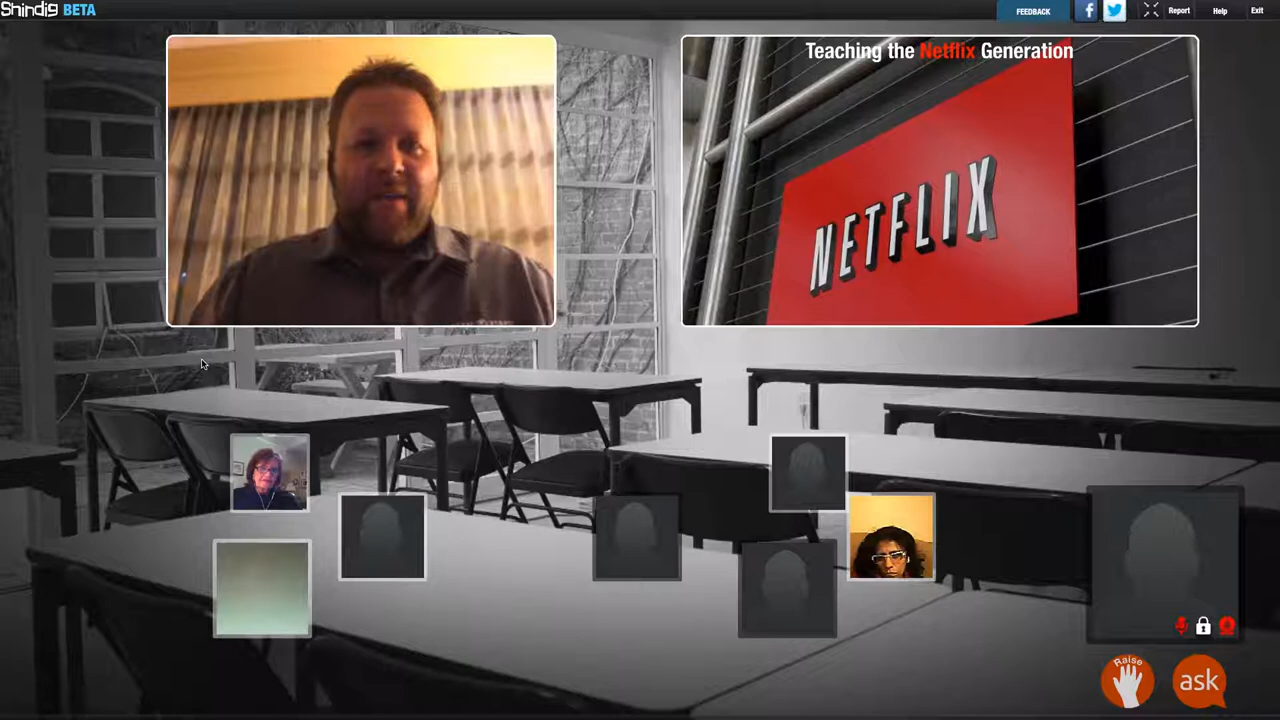 Shindig BETA
FEEDBACK
Report
Help
Exit
Teaching the Netflix Generation
NETFLIX
Raise
ask